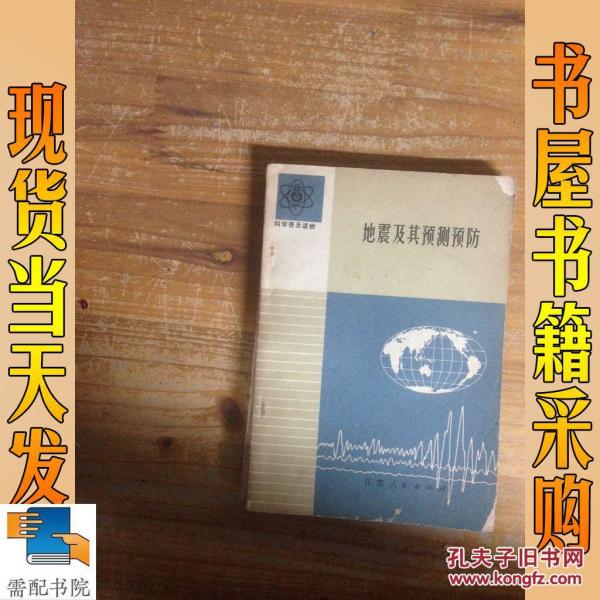 现货当天发
书屋书籍采购
科学普及读物
地震及其预测预防
江苏人民出版社
需配书院
孔夫子旧书网
www.kongfz.com